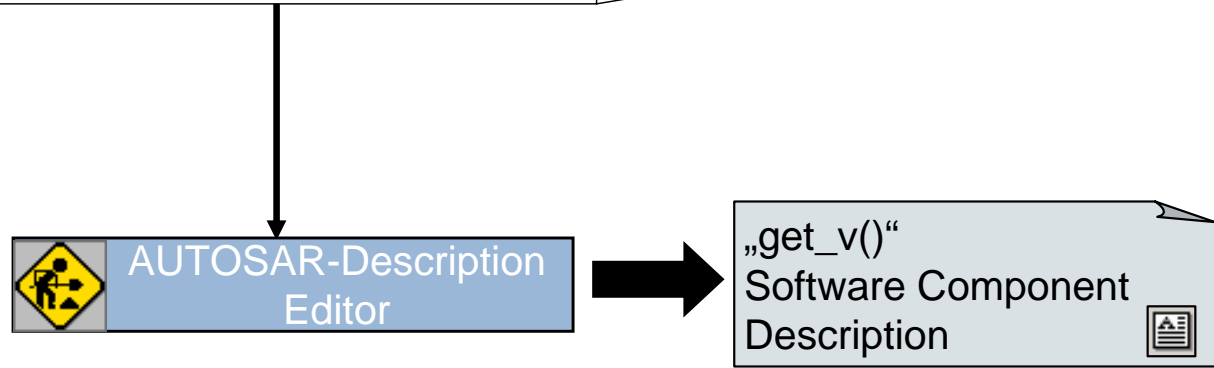 AUTOSAR-Description
Editor
„get_v()“
Software Component
Description